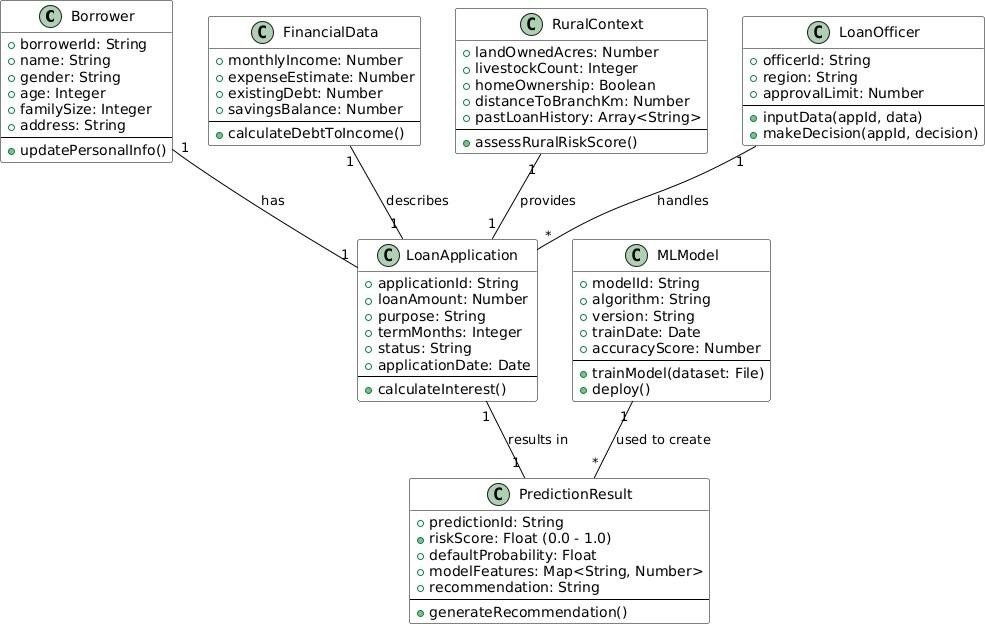 C Borrower
borrowerId: String
name: String
gender: String
age: Integer
familySize: Integer
address: String
updatePersonalInfo()
C FinancialData
monthlyIncome: Number
expenseEstimate: Number
existingDebt: Number
savingsBalance: Number
calculateDebtToIncome()
C RuralContext
landOwnedAcres: Number
livestockCount: Integer
homeOwnership: Boolean
distanceToBranchKm: Number
pastLoanHistory: Array<String>
assessRuralRiskScore()
C LoanOfficer
officerId: String
region: String
approvalLimit: Number
inputData(appId, data)
makeDecision(appId, decision)
1
has
1
1
describes
1
1
provides
1
1
handles
*
C LoanApplication
applicationId: String
loanAmount: Number
purpose: String
termMonths: Integer
status: String
applicationDate: Date
calculateInterest()
C MLModel
modelId: String
algorithm: String
version: String
trainDate: Date
accuracyScore: Number
trainModel(dataset: File)
deploy()
1
results in
1
1
used to create
*
C PredictionResult
predictionId: String
riskScore: Float (0.0 - 1.0)
defaultProbability: Float
modelFeatures: Map<String, Number>
recommendation: String
generateRecommendation()